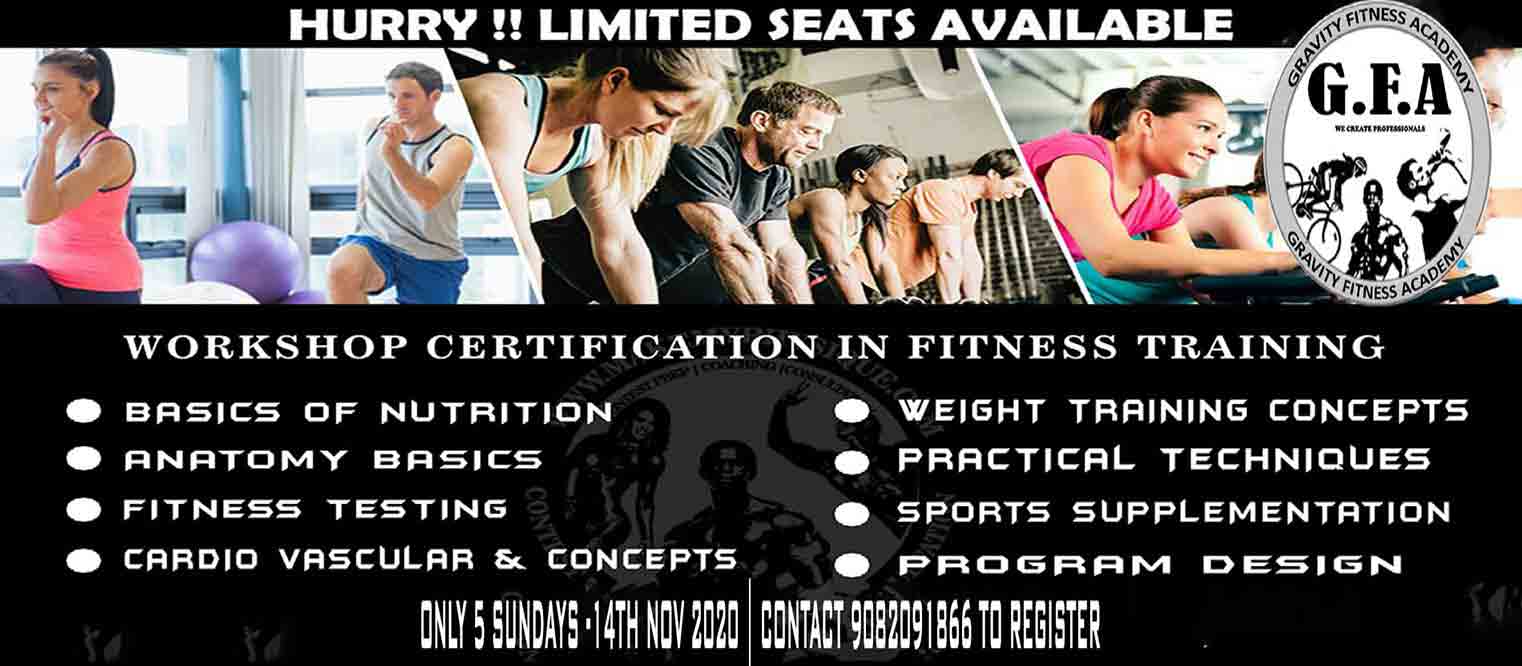 HURRY !! LIMITED SEATS AVAILABLE
GRAVITY FITNESS ACADEMY
G.F.A
WE CREATE PROFESSIONALS
GRAVITY FITNESS ACADEMY
WORKSHOP CERTIFICATION IN FITNESS TRAINING
BASICS OF NUTRITION
ANATOMY BASICS
FITNESS TESTING
CARDIO VASCULAR & CONCEPTS
WEIGHT TRAINING CONCEPTS
PRACTICAL TECHNIQUES
SPORTS SUPPLEMENTATION
PROGRAM DESIGN
ONLY 5 SUNDAYS -14TH NOV 2020
CONTACT 9082091866 TO REGISTER